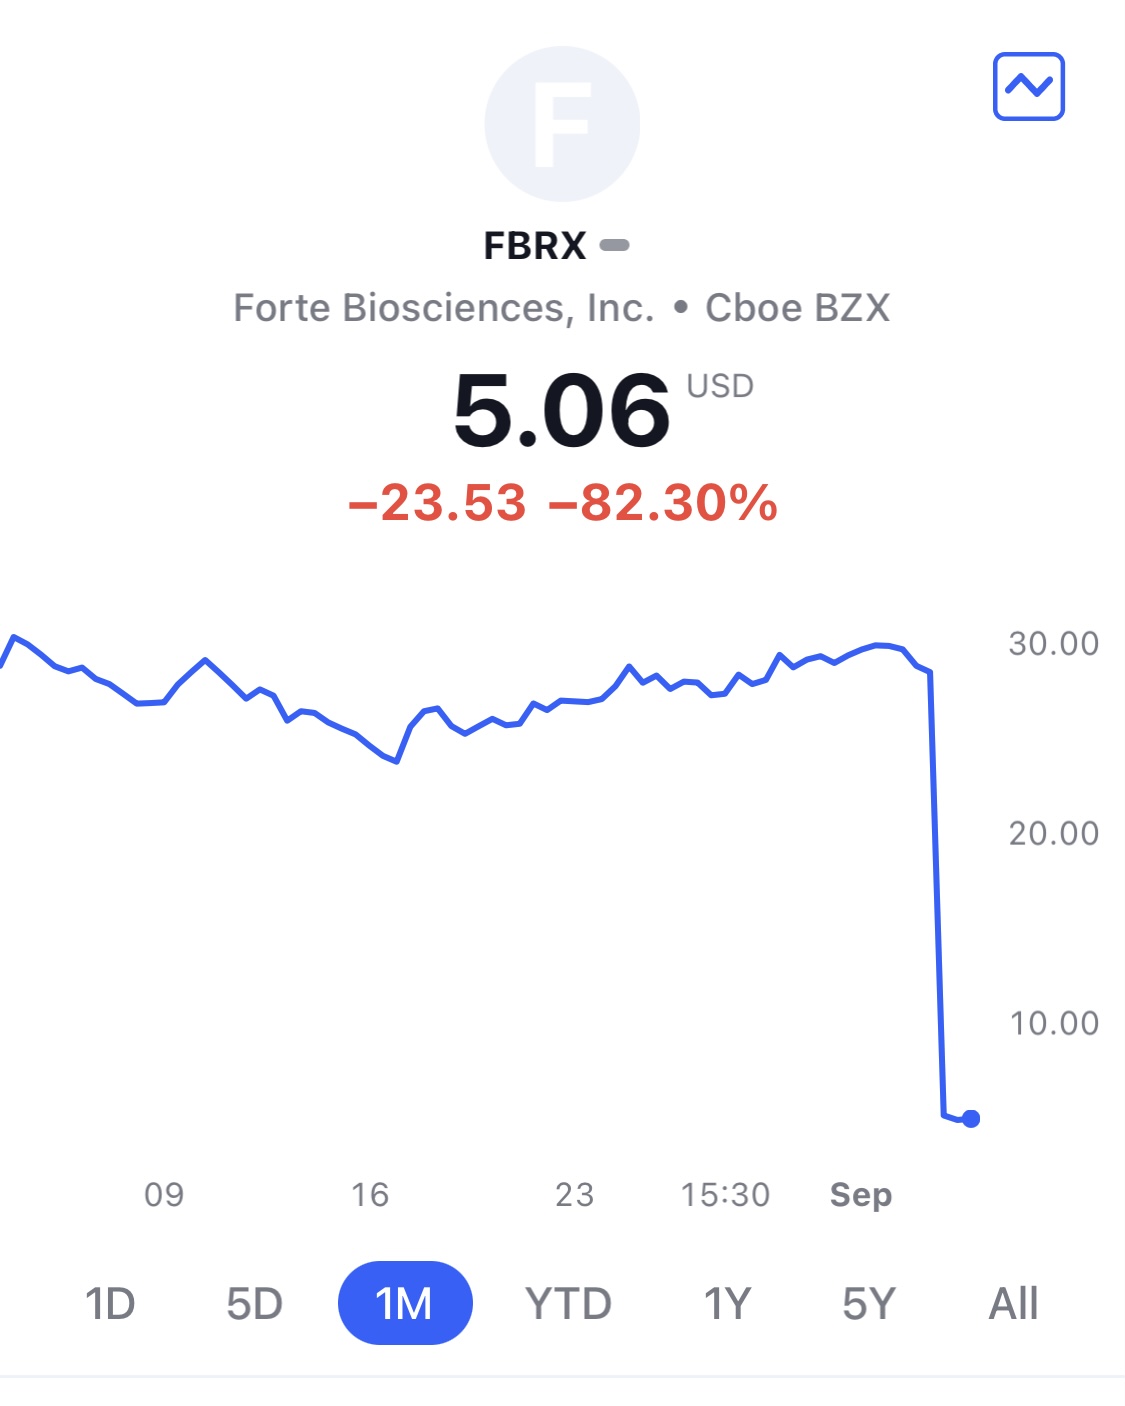 F
FBRX
Forte Biosciences, Inc. • Cboe BZX
5.06 USD
−23.53 −82.30%
30.00
20.00
10.00
09 16 23 15:30 Sep
1D 5D 1M YTD 1Y 5Y All